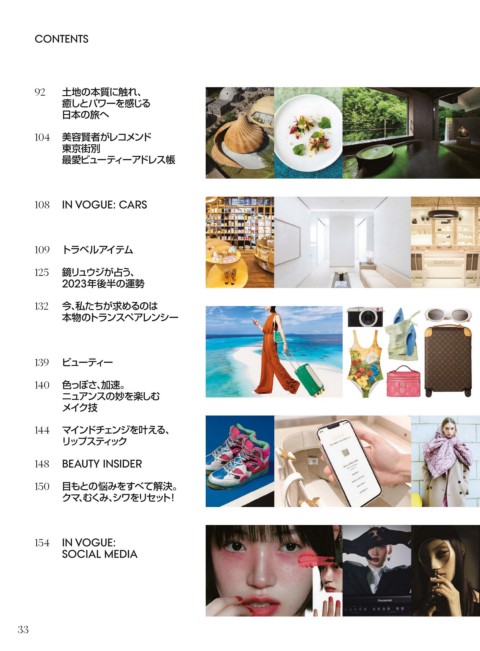 CONTENTS
92 土地の本質に触れ、
癒しとパワーを感じる
日本の旅へ
104 美容賢者がレコメンド
東京街別
最愛ビューティーアドレス帳
108 IN VOGUE: CARS
109 トラベルアイテム
125 鏡リュウジが占う、
2023年後半の運勢
132 今、私たちが求めるのは
本物のトランスペアレンシー
139 ビューティー
140 色っぽさ、加速。
ニュアンスの妙を楽しむ
メイク技
144 マインドチェンジを叶える、
リップスティック
148 BEAUTY INSIDER
150 目もとの悩みをすべて解決。
クマ、むくみ、シワをリセット!
154 IN VOGUE:
SOCIAL MEDIA
33